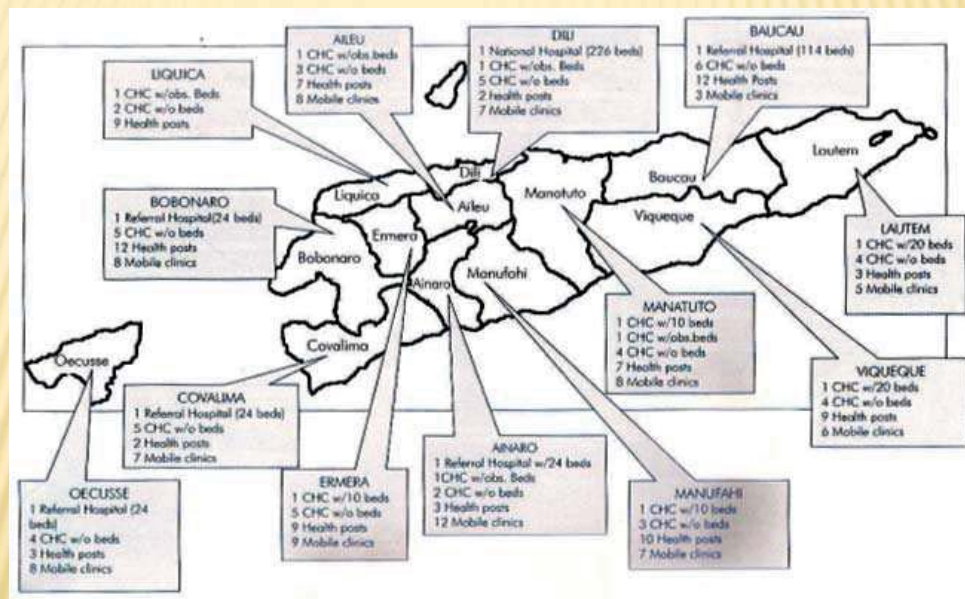 AILEU
1 CHC w/obs.beds
3 CHC w/o beds
7 Health posts
8 Mobile clinics
DILI
1 National Hospital (226 beds)
1 CHC w/obs. Beds
5 CHC w/o beds
2 health posts
7 Mobile clinics
BAUCAU
1 Referral Hospital (114 beds)
6 CHC w/o beds
12 Health Posts
3 Mobile clinics
LIQUICA
1 CHC w/obs. Beds
2 CHC w/o beds
9 Health posts
BOBONARO
1 Referral Hospital(24 beds)
5 CHC w/o beds
12 Health posts
8 Mobile clinics
Dili
Liquica
Aileu
Manatuto
Baucau
Lautem
Viqueque
Ermera
Bobonaro
Ainaro
Manufahi
Covalima
Oecusse
LAUTEM
1 CHC w/20 beds
4 CHC w/o beds
3 Health posts
5 Mobile clinics
MANATUTO
1 CHC w/10 beds
1 CHC w/obs.beds
4 CHC w/o beds
7 Health posts
8 Mobile clinics
VIQUEQUE
1 CHC w/20 beds
4 CHC w/o beds
9 Health posts
6 Mobile clinics
COVALIMA
1 Referral Hospital (24 beds)
5 CHC w/o beds
2 Health posts
7 Mobile clinics
OECUSSE
1 Referral Hospital (24
beds)
4 CHC w/o beds
3 Health posts
8 Mobile clinics
ERMERA
1 CHC w/10 beds
5 CHC w/o beds
9 Health posts
9 Mobile clinics
AINARO
1 Referral Hospital w/24 beds
1CHC w/obs. Beds
2 CHC w/o beds
3 Health posts
12 Mobile clinics
MANUFAHI
1 CHC w/10 beds
3 CHC w/o beds
10 Health posts
7 Mobile clinics